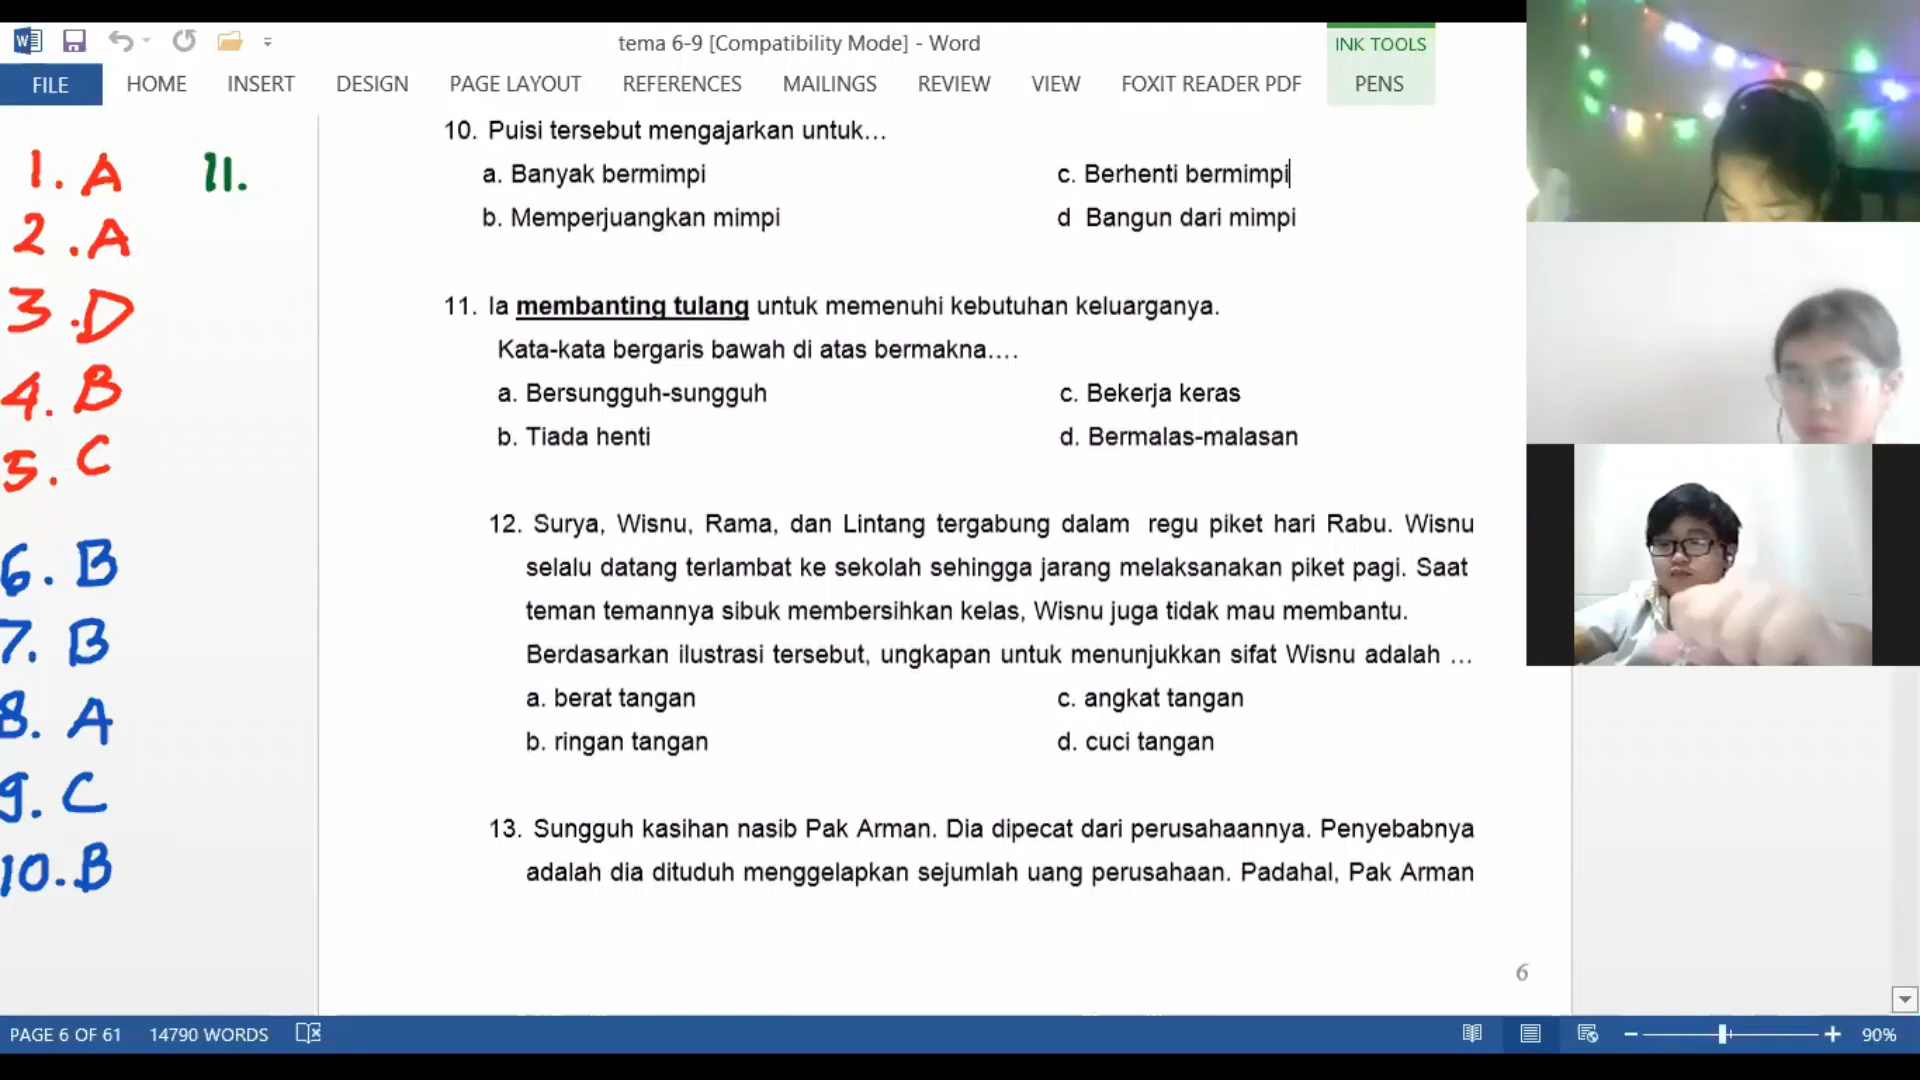 tema 6-9 [Compatibility Mode] - Word
INK TOOLS
FILE HOME INSERT DESIGN PAGE LAYOUT REFERENCES MAILINGS REVIEW VIEW FOXIT READER PDF PENS
1. A
2. A
3. D
4. B
5. C
6. B
7. B
8. A
9. C
10. B
11.
10. Puisi tersebut mengajarkan untuk...
a. Banyak bermimpi c. Berhenti bermimpi
b. Memperjuangkan mimpi d Bangun dari mimpi
11. Ia membanting tulang untuk memenuhi kebutuhan keluarganya.
Kata-kata bergaris bawah di atas bermakna....
a. Bersungguh-sungguh c. Bekerja keras
b. Tiada henti d. Bermalas-malasan
12. Surya, Wisnu, Rama, dan Lintang tergabung dalam regu piket hari Rabu. Wisnu
selalu datang terlambat ke sekolah sehingga jarang melaksanakan piket pagi. Saat
teman temannya sibuk membersihkan kelas, Wisnu juga tidak mau membantu.
Berdasarkan ilustrasi tersebut, ungkapan untuk menunjukkan sifat Wisnu adalah ...
a. berat tangan c. angkat tangan
b. ringan tangan d. cuci tangan
13. Sungguh kasihan nasib Pak Arman. Dia dipecat dari perusahaannya. Penyebabnya
adalah dia dituduh menggelapkan sejumlah uang perusahaan. Padahal, Pak Arman
6
PAGE 6 OF 61 14790 WORDS 90%